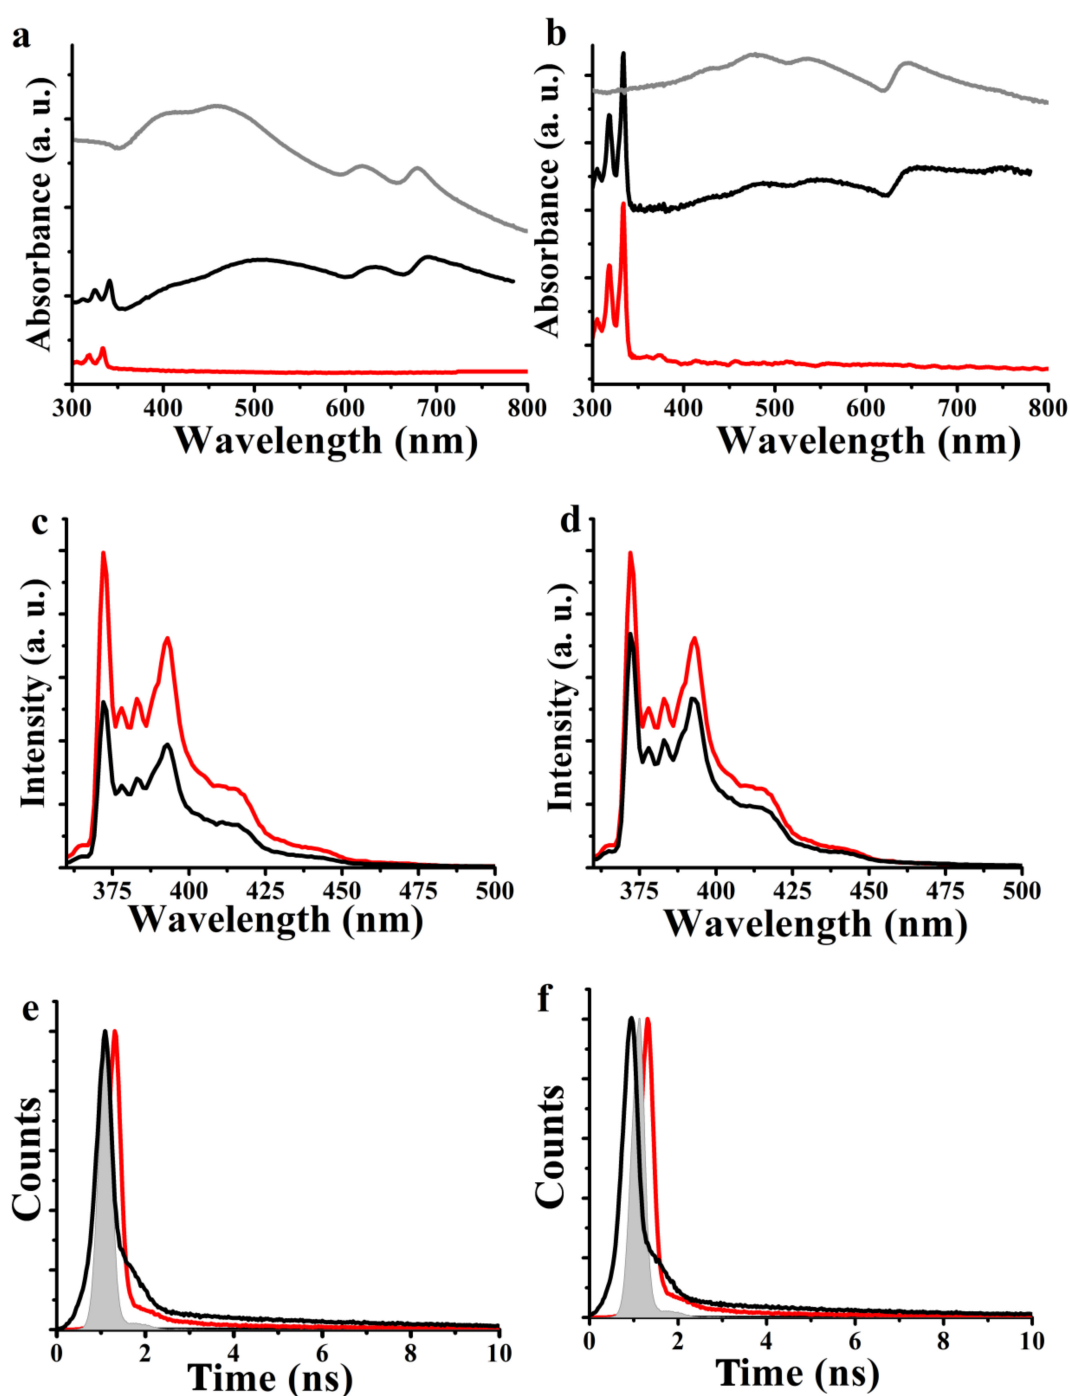 a
Absorbance (a. u.)
300 400 500 600 700 800
Wavelength (nm)
b
Absorbance (a. u.)
300 400 500 600 700 800
Wavelength (nm)
c
Intensity (a. u.)
375 400 425 450 475 500
Wavelength (nm)
d
Intensity (a. u.)
375 400 425 450 475 500
Wavelength (nm)
e
Counts
0 2 4 6 8 10
Time (ns)
f
Counts
0 2 4 6 8 10
Time (ns)